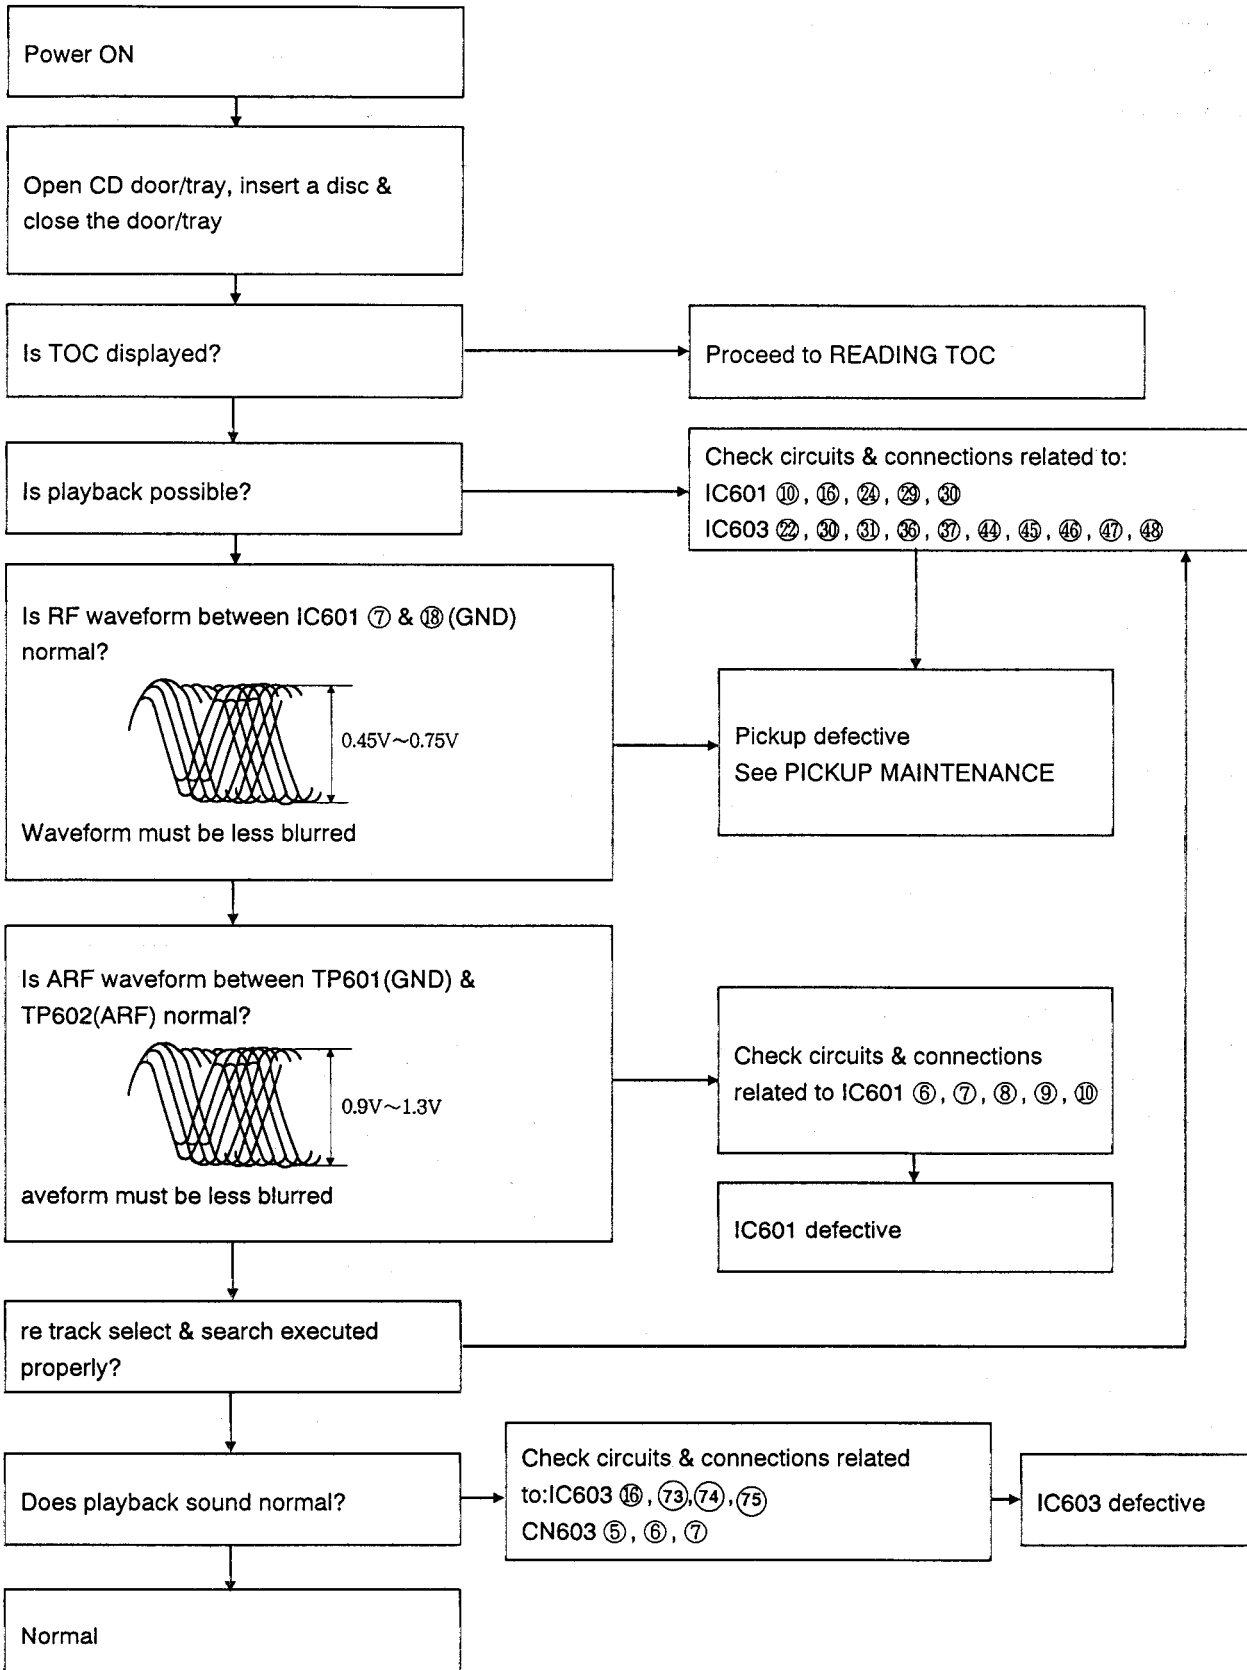 Power ON
Open CD door/tray, insert a disc &
close the door/tray
Is TOC displayed?
Proceed to READING TOC
Is playback possible?
Check circuits & connections related to:
IC601 ⑩, ⑯, ㉔, ㉙, ㉚
IC603 ㉒, ㉚, ㉛, ㊱, ㊲, ㊹, ㊺, ㊻, ㊼, ㊽
Is RF waveform between IC601 ⑦ & ⑱ (GND)
normal?
0.45V~0.75V
Waveform must be less blurred
Pickup defective
See PICKUP MAINTENANCE
Is ARF waveform between TP601(GND) &
TP602(ARF) normal?
0.9V~1.3V
aveform must be less blurred
Check circuits & connections
related to IC601 ⑥, ⑦, ⑧, ⑨, ⑩
IC601 defective
re track select & search executed
properly?
Does playback sound normal?
Check circuits & connections related
to:IC603 ⑯, (73),(74),(75)
CN603 ⑤, ⑥, ⑦
IC603 defective
Normal